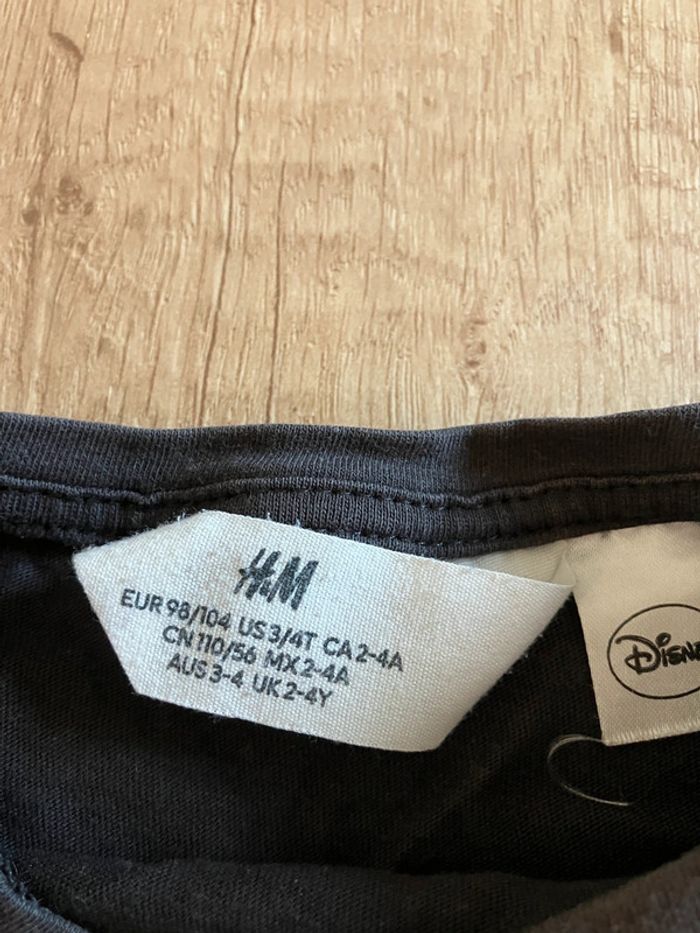 H&M
EUR 98/104 US 3/4T CA 2-4A
CN 110/56 MX 2-4A
AUS 3-4 UK 2-4Y
Disney